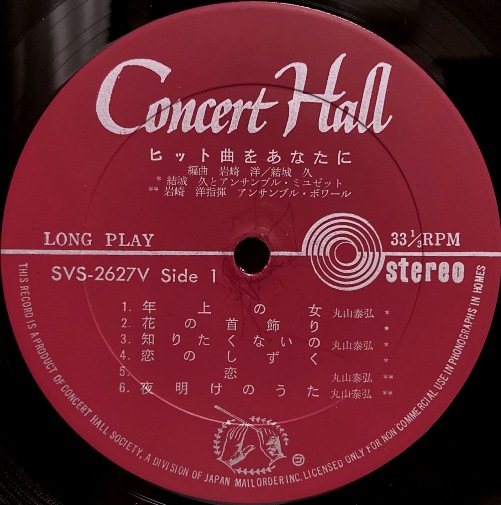 Concert Hall
ヒット曲をあなたに
編曲 岩崎 洋／結城 久
* 結城 久とアンサンブル・ミユゼット
** 岩崎 洋指揮 アンサンブル・ボワール
LONG PLAY
33 1/3 RPM
SVS-2627V Side 1
stereo
1. 年上の女 丸山泰弘 *
2. 花の首飾り *
3. 知りたくないの 丸山泰弘 *
4. 恋のしずく *
5. 恋 丸山泰弘 **
6. 夜明けのうた 丸山泰弘 **
THIS RECORD IS A PRODUCT OF CONCERT HALL SOCIETY, A DIVISION OF JAPAN MAILORDER INC. LICENSED ONLY FOR NON COMMERCIAL USE IN PHONOGRAPHS IN HOMES